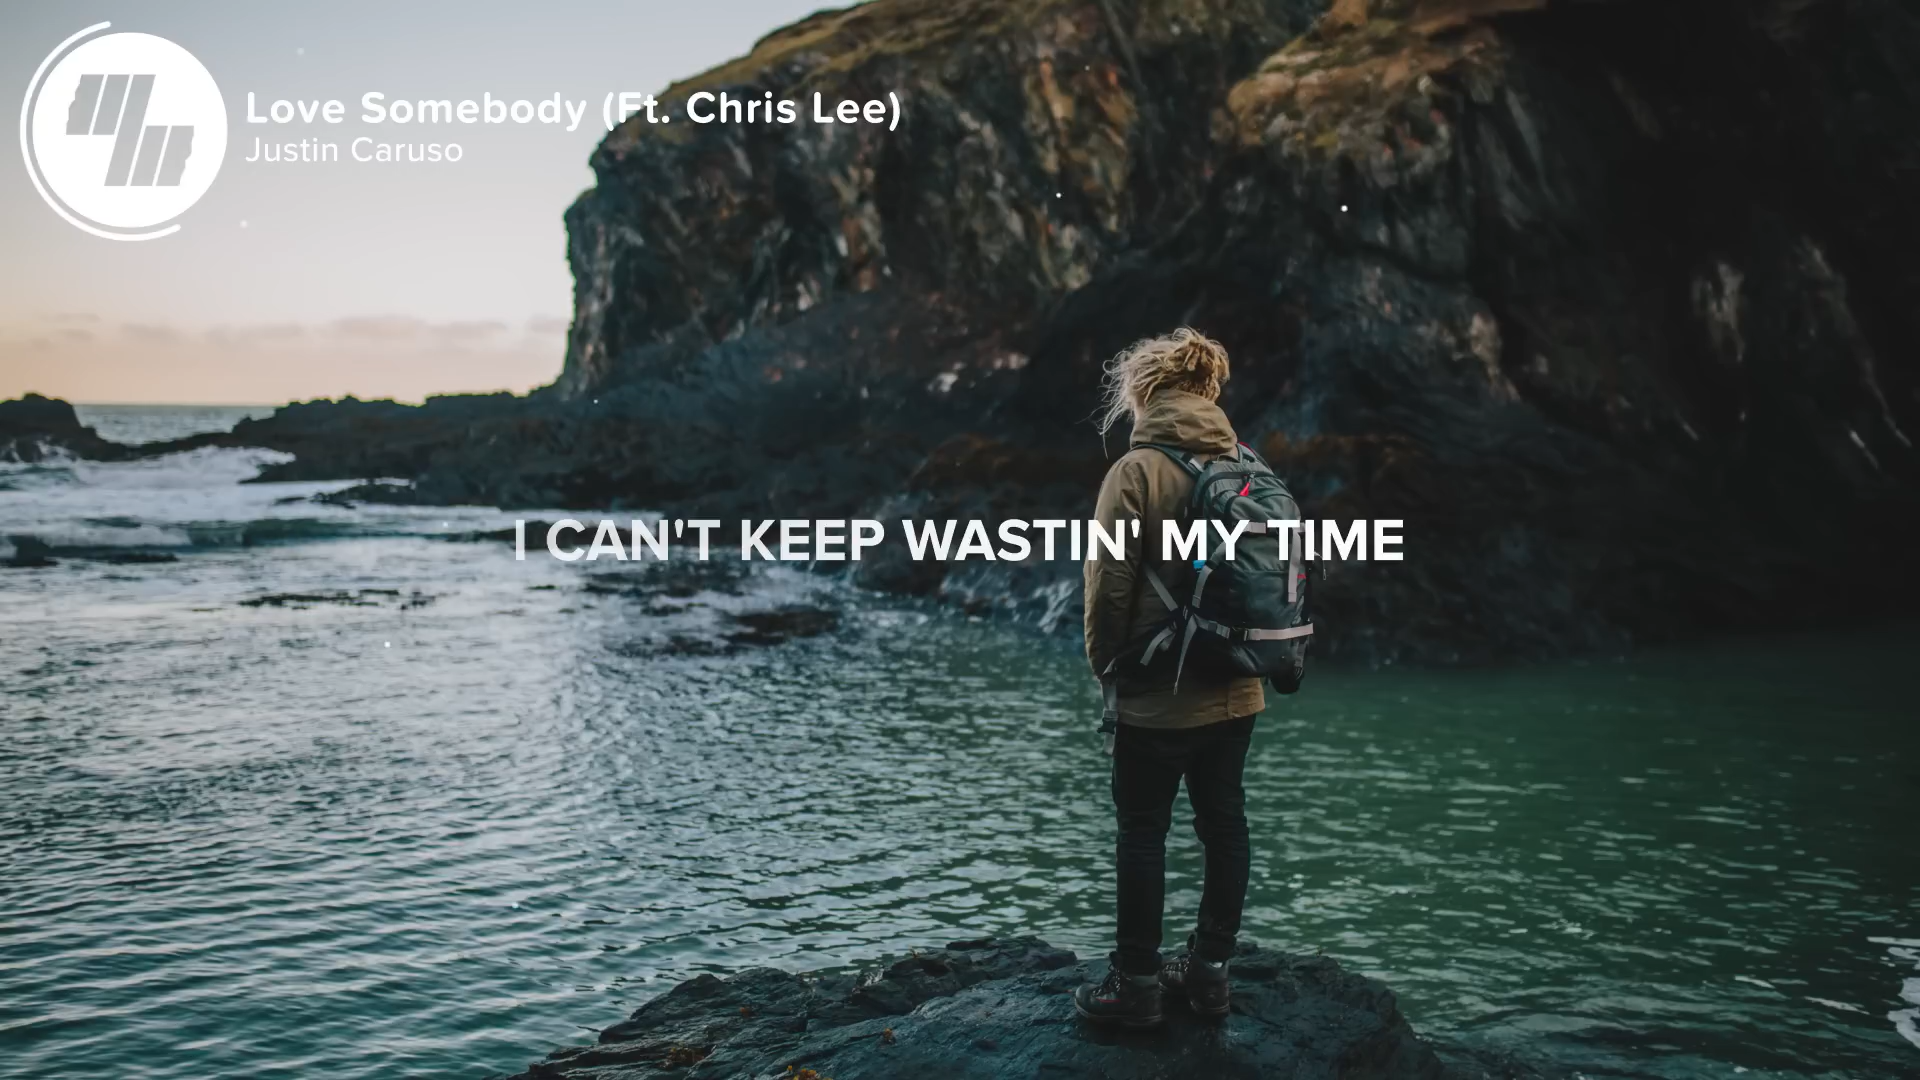 Love Somebody (Ft. Chris Lee)
Justin Caruso
I CAN'T KEEP WASTIN' MY TIME